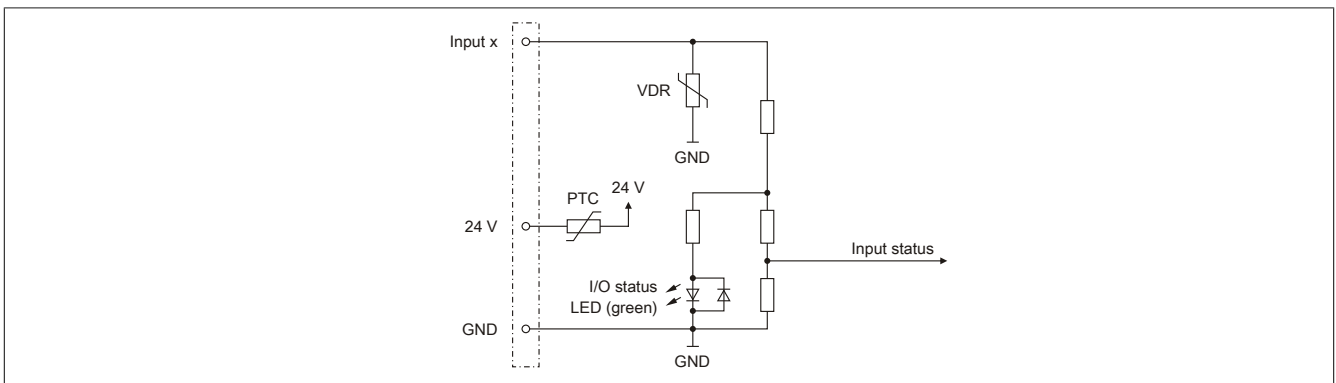 Input x
VDR
GND
PTC
24 V
24 V
Input status
I/O status
LED (green)
GND
GND